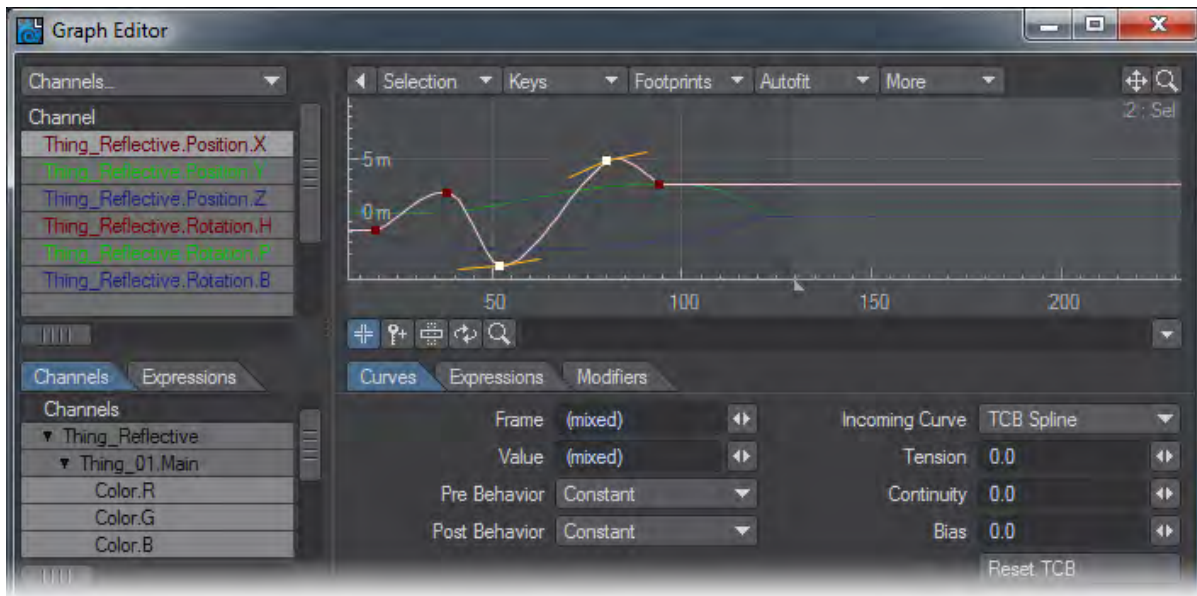 Graph Editor
Channels_
Selection Keys Footprints Autofit More
Channel
2 : Sel
Thing_Reflective.Position.X
Thing_Reflective.Position.Y
Thing_Reflective.Position.Z
Thing_Reflective.Rotation.H
Thing_Reflective.Rotation.P
Thing_Reflective.Rotation.B
5 m
0 m
50 100 150 200
Channels Expressions
Curves Expressions Modifiers
Channels
Thing_Reflective
Thing_01.Main
Color.R
Color.G
Color.B
Frame (mixed)
Value (mixed)
Pre Behavior Constant
Post Behavior Constant
Incoming Curve TCB Spline
Tension 0.0
Continuity 0.0
Bias 0.0
Reset TCB